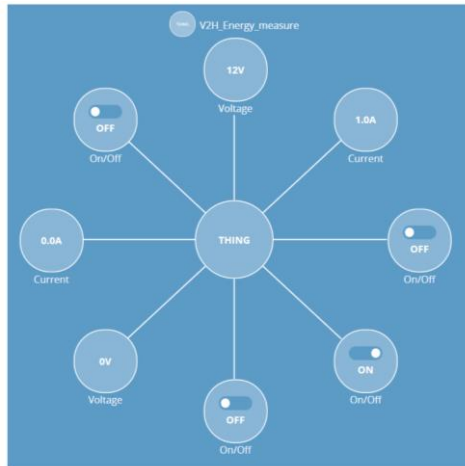 THING V2H_Energy_measure
12V
Voltage
OFF
On/Off
1.0A
Current
0.0A
Current
THING
OFF
On/Off
0V
Voltage
ON
On/Off
OFF
On/Off